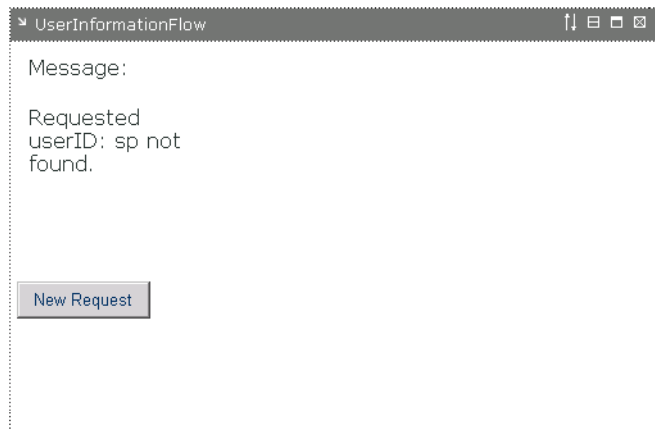 UserInformationFlow
Message:
Requested
userID: sp not
found.
New Request